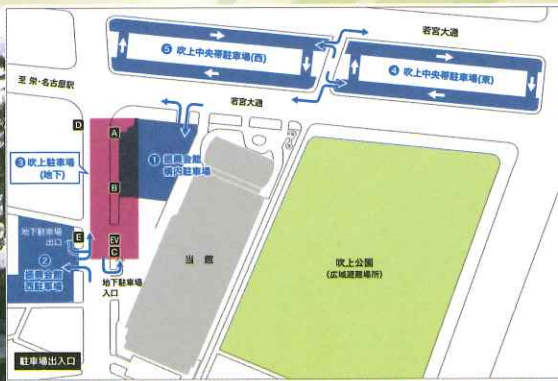 若宮大通
⑤ 吹上中央帯駐車場(西)
④ 吹上中央帯駐車場(東)
至 栄・名古屋駅
若宮大通
D
A
③ 吹上駐車場
(地下)
① 振興会館
構内駐車場
B
地下駐車場
出口
E
EV
C
② 
振興会館
西駐車場
地下駐車場
入口
当 館
吹上公園
(広域避難場所)
駐車場出入口